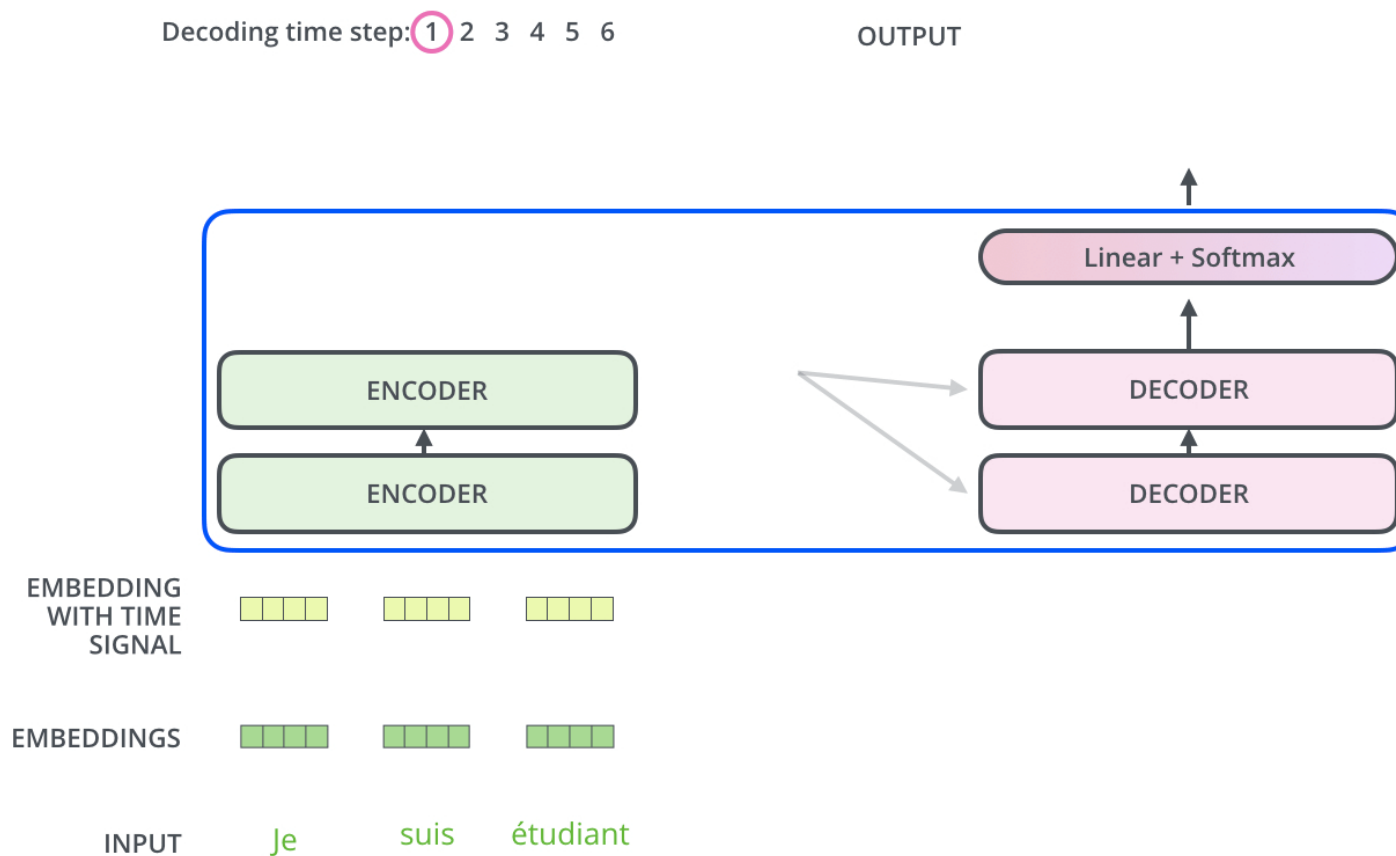 Decoding time step: 1 2 3 4 5 6
OUTPUT
Linear + Softmax
ENCODER
DECODER
ENCODER
DECODER
EMBEDDING
WITH TIME
SIGNAL
EMBEDDINGS
INPUT
Je suis étudiant